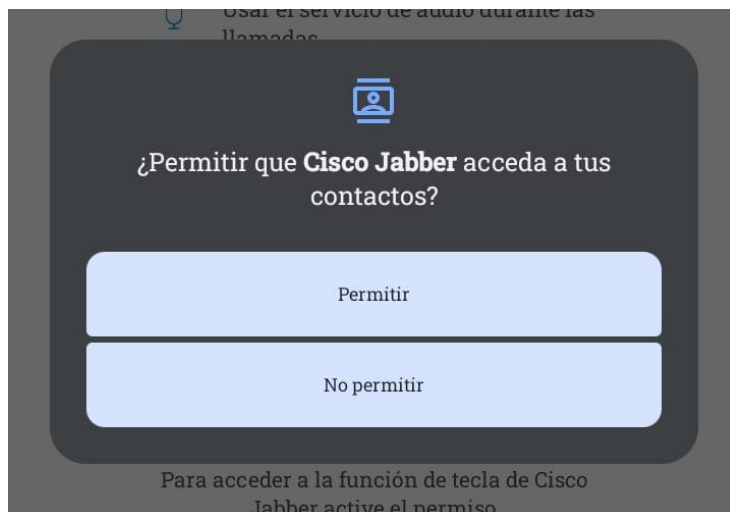 Usar el servicio de audio durante las
llamadas
¿Permitir que Cisco Jabber acceda a tus
contactos?
Permitir
No permitir
Para acceder a la función de tecla de Cisco
Jabber active el permiso